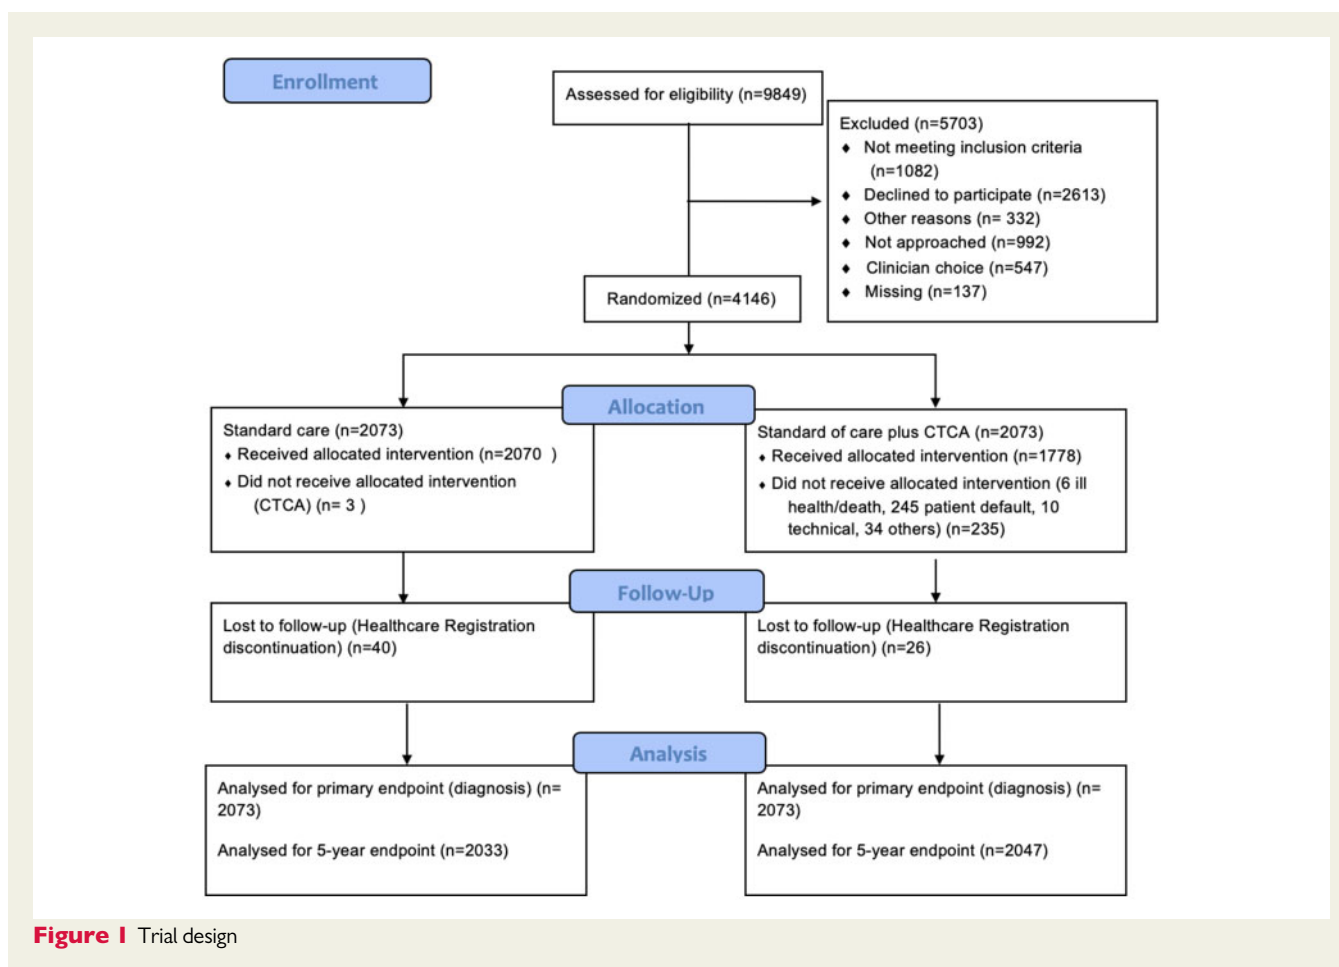 Enrollment
Assessed for eligibility (n=9849)
Excluded (n=5703)
♦ Not meeting inclusion criteria
(n=1082)
♦ Declined to participate (n=2613)
♦ Other reasons (n= 332)
♦ Not approached (n=992)
♦ Clinician choice (n=547)
♦ Missing (n=137)
Randomized (n=4146)
Allocation
Standard care (n=2073)
♦ Received allocated intervention (n=2070 )
♦ Did not receive allocated intervention
(CTCA) (n= 3 )
Standard of care plus CTCA (n=2073)
♦ Received allocated intervention (n=1778)
♦ Did not receive allocated intervention (6 ill
health/death, 245 patient default, 10
technical, 34 others) (n=235)
Follow-Up
Lost to follow-up (Healthcare Registration
discontinuation) (n=40)
Lost to follow-up (Healthcare Registration
discontinuation) (n=26)
Analysis
Analysed for primary endpoint (diagnosis) (n=
2073)
Analysed for 5-year endpoint (n=2033)
Analysed for primary endpoint (diagnosis) (n=
2073)
Analysed for 5-year endpoint (n=2047)
Figure 1 Trial design